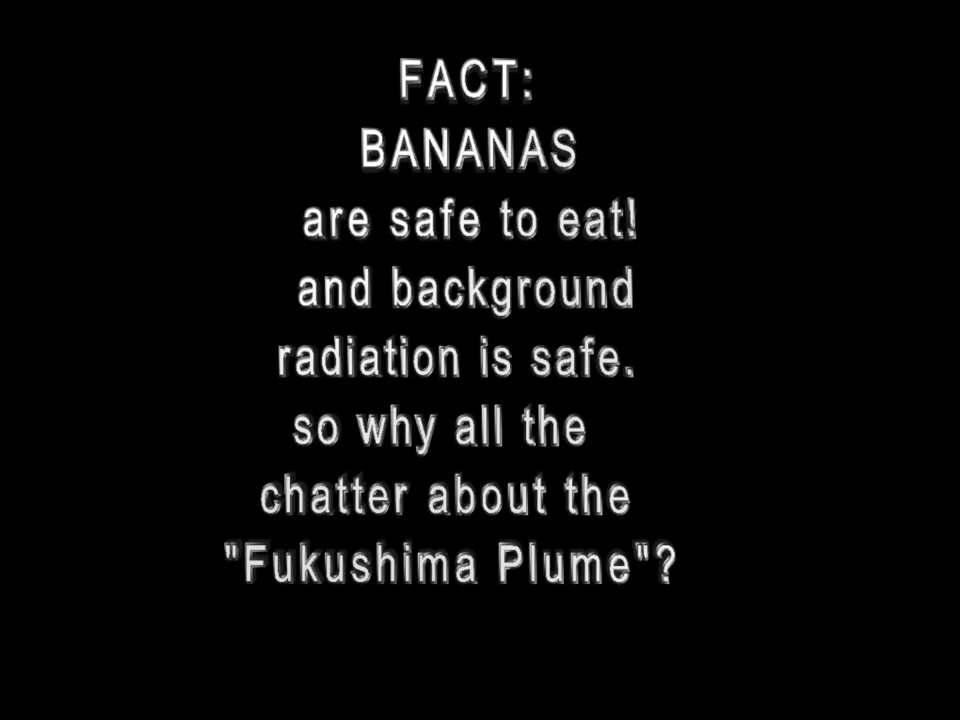 FACT:
BANANAS
are safe to eat!
and background
radiation is safe.
so why all the
chatter about the
"Fukushima Plume"?